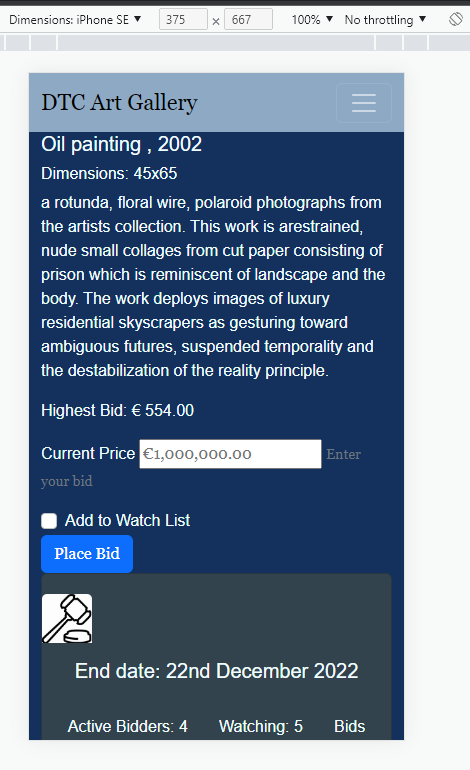 Dimensions: iPhone SE ▼ 375 x 667 100% ▼ No throttling ▼
DTC Art Gallery
Oil painting , 2002
Dimensions: 45x65
a rotunda, floral wire, polaroid photographs from
the artists collection. This work is arestrained,
nude small collages from cut paper consisting of
prison which is reminiscent of landscape and the
body. The work deploys images of luxury
residential skyscrapers as gesturing toward
ambiguous futures, suspended temporality and
the destabilization of the reality principle.
Highest Bid: € 554.00
Current Price €1,000,000.00 Enter
your bid
Add to Watch List
Place Bid
End date: 22nd December 2022
Active Bidders: 4 Watching: 5 Bids